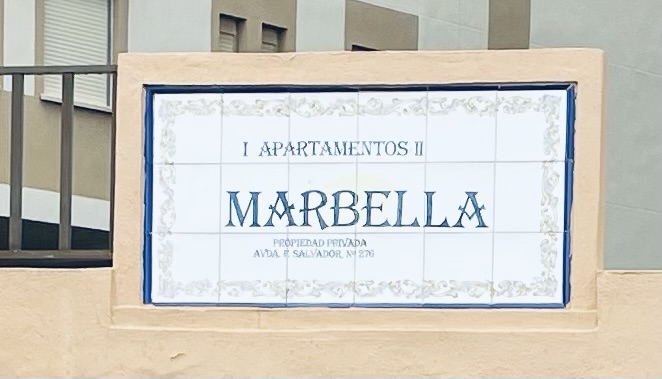 I APARTAMENTOS II
MARBELLA
PROPIEDAD PRIVADA
AVDA. F. SALVADOR, Nº 276